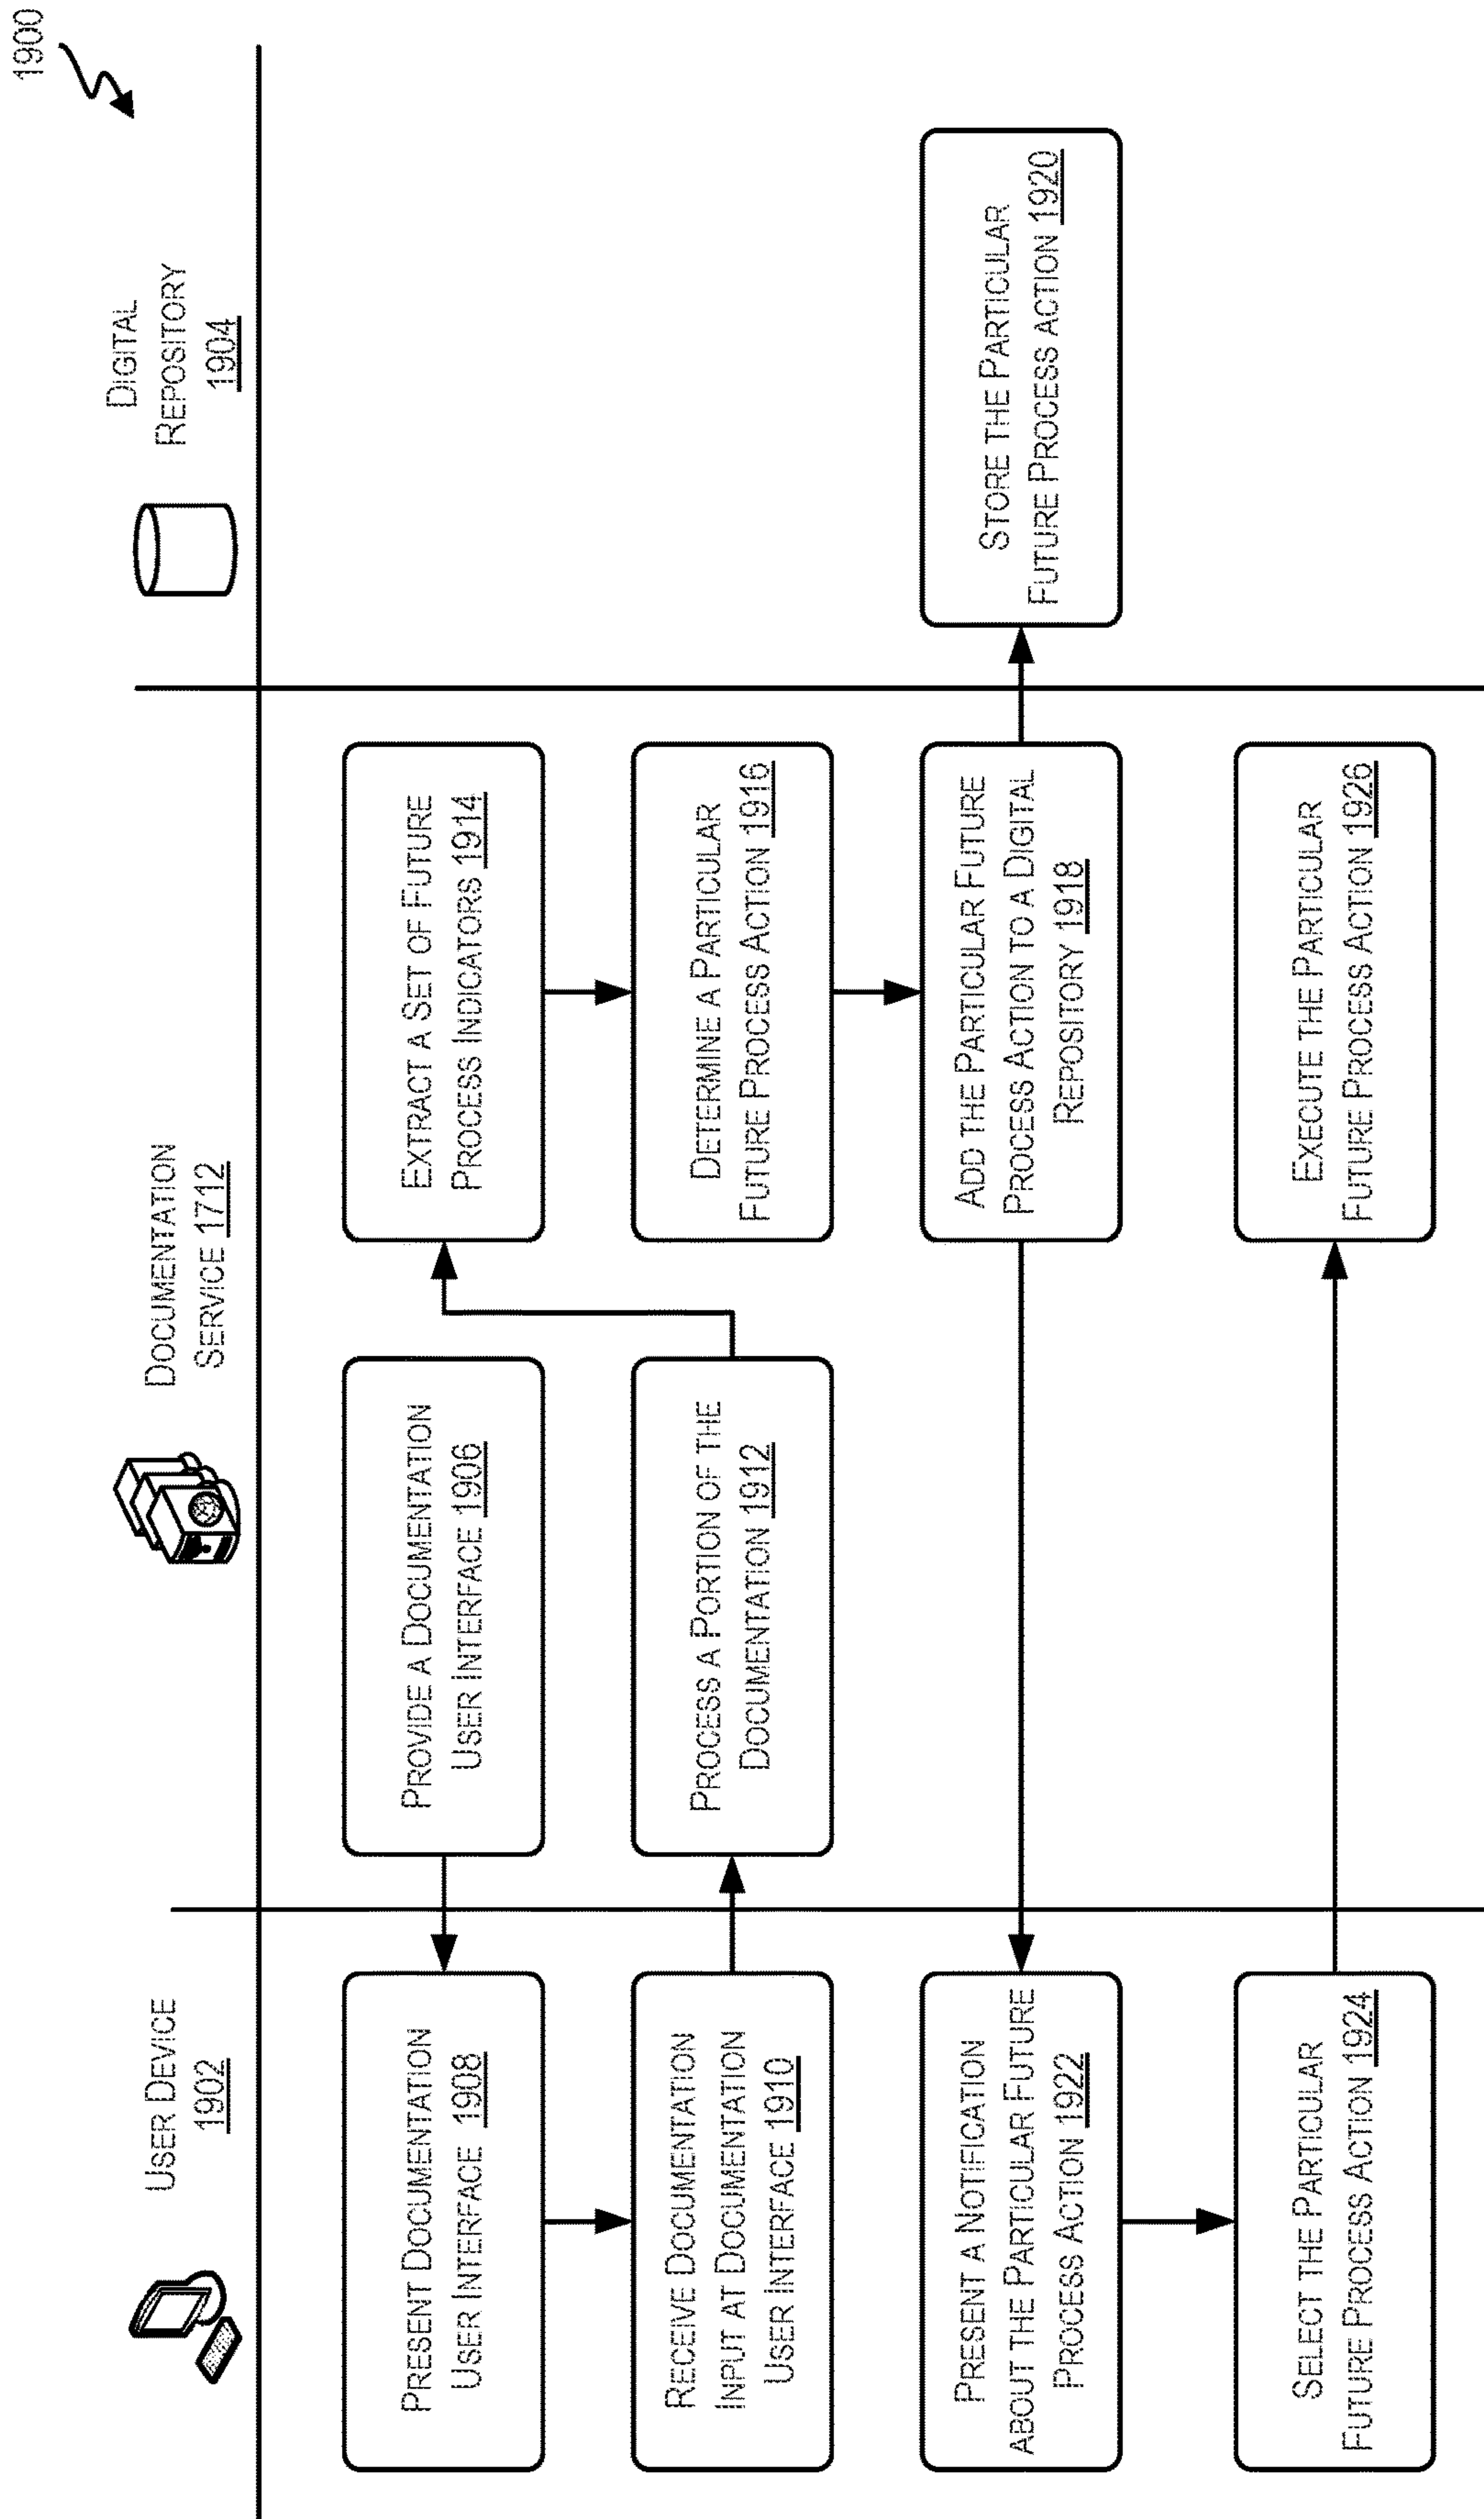 1900
USER DEVICE
1902
DOCUMENTATION
SERVICE 1712
DIGITAL
REPOSITORY
1904
PRESENT DOCUMENTATION
USER INTERFACE 1908
PROVIDE A DOCUMENTATION
USER INTERFACE 1906
EXTRACT A SET OF FUTURE
PROCESS INDICATORS 1914
RECEIVE DOCUMENTATION
INPUT AT DOCUMENTATION
USER INTERFACE 1910
PROCESS A PORTION OF THE
DOCUMENTATION 1912
DETERMINE A PARTICULAR
FUTURE PROCESS ACTION 1916
PRESENT A NOTIFICATION
ABOUT THE PARTICULAR FUTURE
PROCESS ACTION 1922
ADD THE PARTICULAR FUTURE
PROCESS ACTION TO A DIGITAL
REPOSITORY 1918
STORE THE PARTICULAR
FUTURE PROCESS ACTION 1920
SELECT THE PARTICULAR
FUTURE PROCESS ACTION 1924
EXECUTE THE PARTICULAR
FUTURE PROCESS ACTION 1926